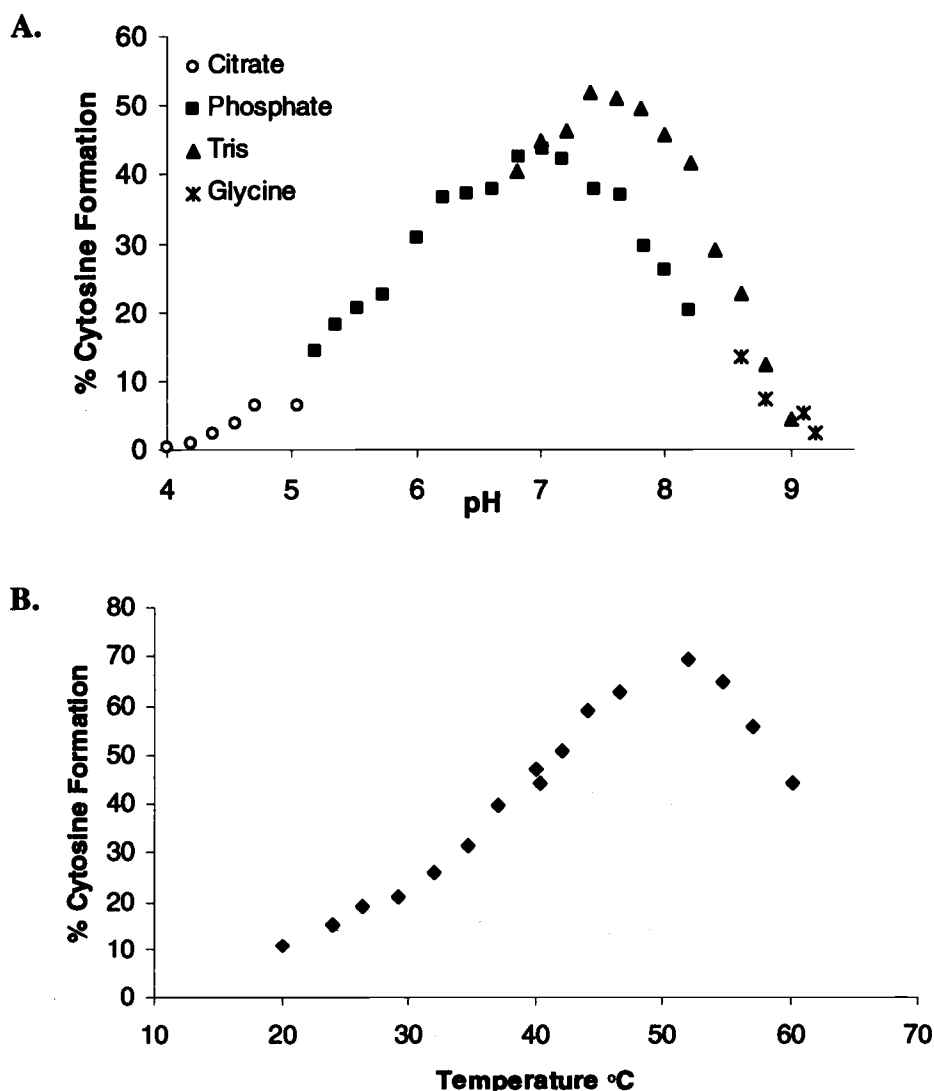 A.
% Cytosine Formation
60
50
40
30
20
10
0
Citrate
Phosphate
Tris
Glycine
4 5 6 7 8 9
pH
B.
% Cytosine Formation
80
70
60
50
40
30
20
10
0
10 20 30 40 50 60 70
Temperature °C